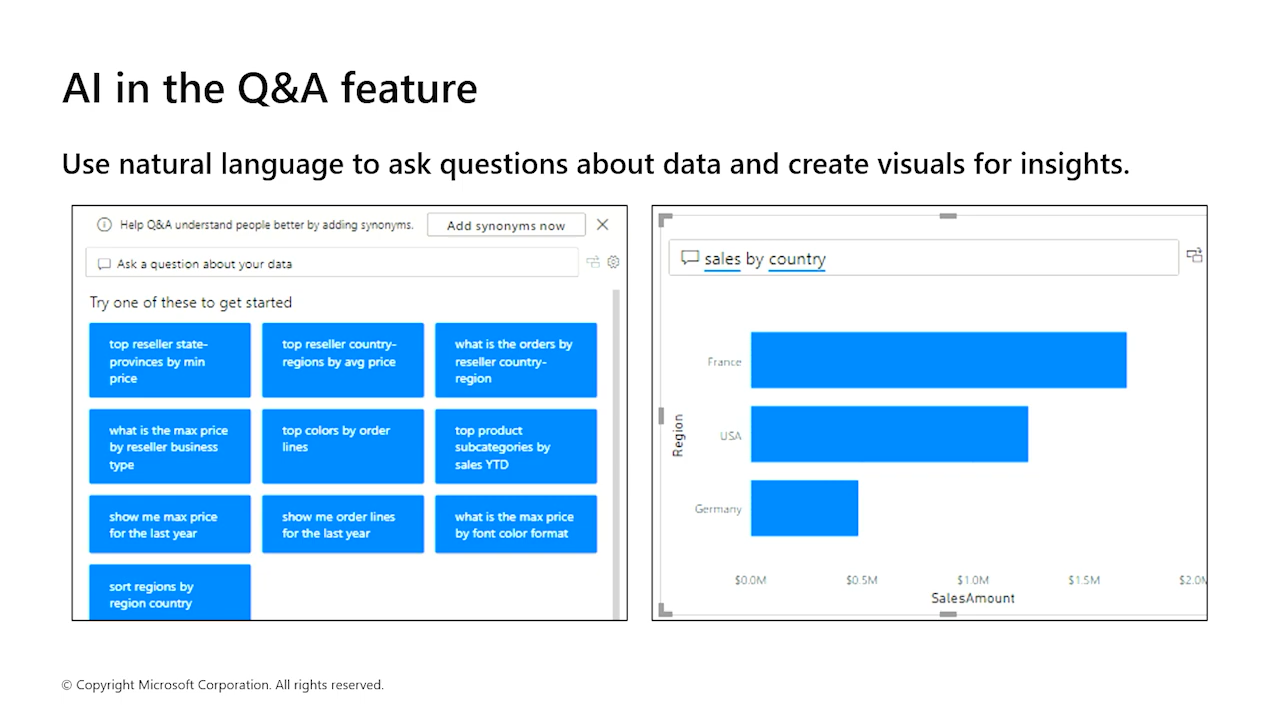 AI in the Q&A feature
Use natural language to ask questions about data and create visuals for insights.
Help Q&A understand people better by adding synonyms.
Add synonyms now
Ask a question about your data
Try one of these to get started
top reseller state-
provinces by min
price
top reseller country-
regions by avg price
what is the orders by
reseller country-
region
what is the max price
by reseller business
type
top colors by order
lines
top product
subcategories by
sales YTD
show me max price
for the last year
show me order lines
for the last year
what is the max price
by font color format
sort regions by
region country
sales by country
Region
France
USA
Germany
$0.0M $0.5M $1.0M $1.5M $2.0M
SalesAmount
© Copyright Microsoft Corporation. All rights reserved.